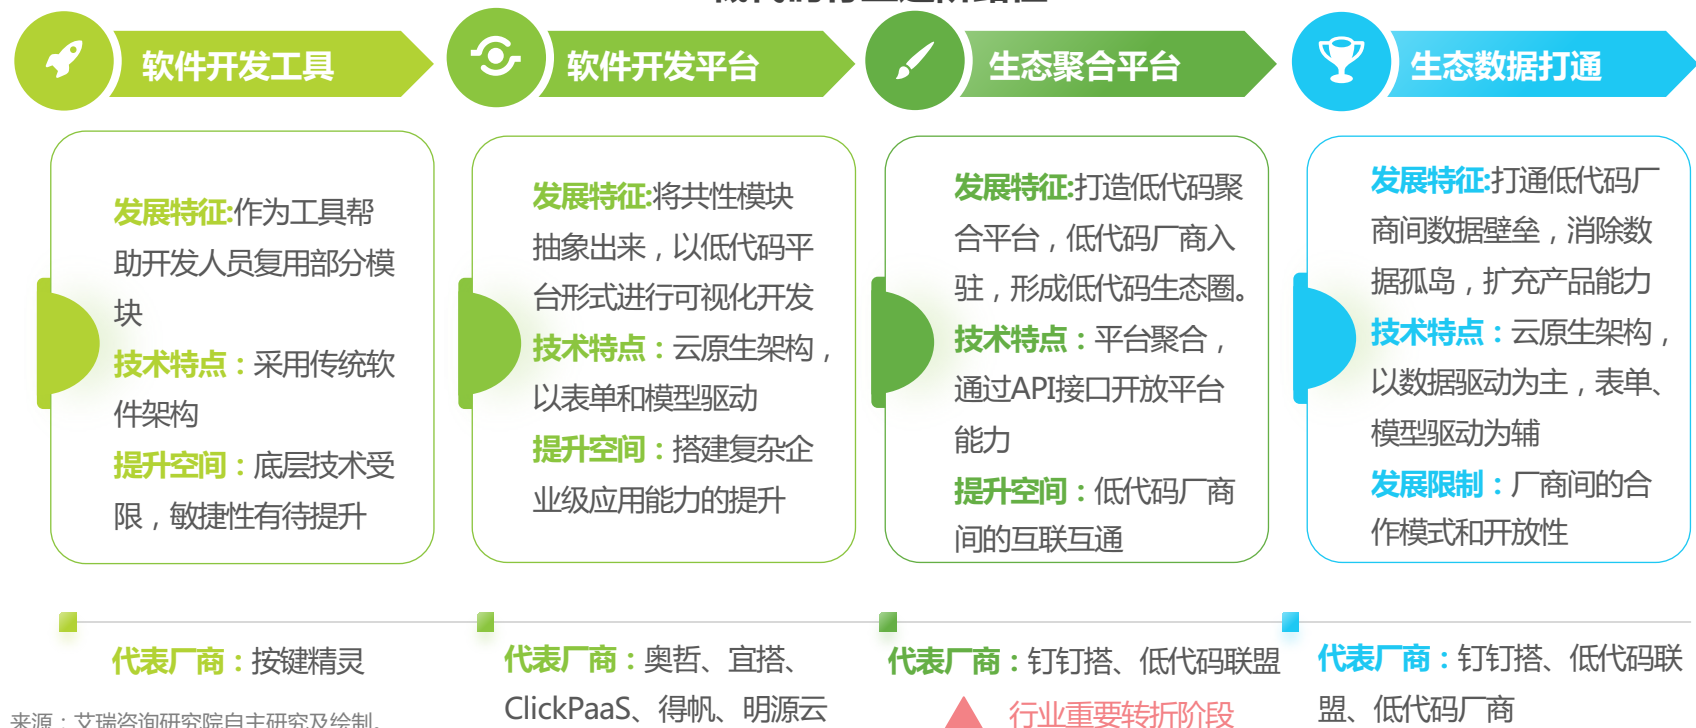 软件开发工具
软件开发平台
生态聚合平台
生态数据打通
发展特征:作为工具帮
助开发人员复用部分模
块
技术特点：采用传统软
件架构
提升空间：底层技术受
限，敏捷性有待提升
发展特征:将共性模块
抽象出来，以低代码平
台形式进行可视化开发
技术特点：云原生架构，
以表单和模型驱动
提升空间：搭建复杂企
业级应用能力的提升
发展特征:打造低代码聚
合平台，低代码厂商入
驻，形成低代码生态圈。
技术特点：平台聚合，
通过API接口开放平台
能力
提升空间：低代码厂商
间的互联互通
发展特征:打通低代码厂
商间数据壁垒，消除数
据孤岛，扩充产品能力
技术特点：云原生架构，
以数据驱动为主，表单、
模型驱动为辅
发展限制：厂商间的合
作模式和开放性
代表厂商：按键精灵
代表厂商：奥哲、宜搭、
ClickPaaS、得帆、明源云
代表厂商：钉钉搭、低代码联盟
行业重要转折阶段
代表厂商：钉钉搭、低代码联
盟、低代码厂商
来源：艾瑞咨询研究院自主研究及绘制。